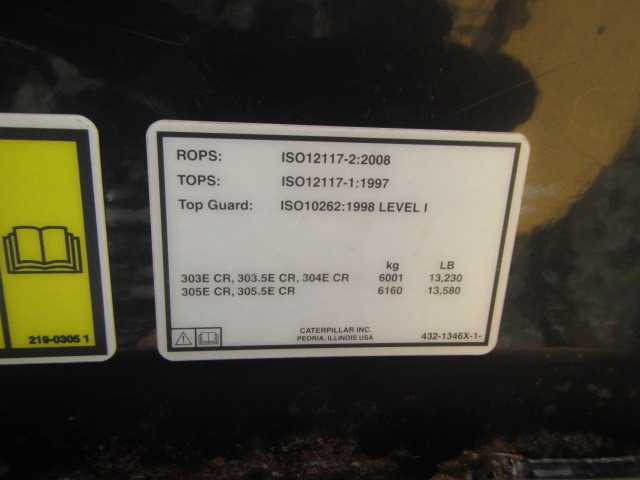 ROPS: ISO12117-2:2008
TOPS: ISO12117-1:1997
Top Guard: ISO10262:1998 LEVEL I
kg LB
303E CR, 303.5E CR, 304E CR 6001 13,230
305E CR, 305.5E CR 6160 13,580
CATERPILLAR INC.
PEORIA, ILLINOIS USA
432-1346X-1-
219-0305 1